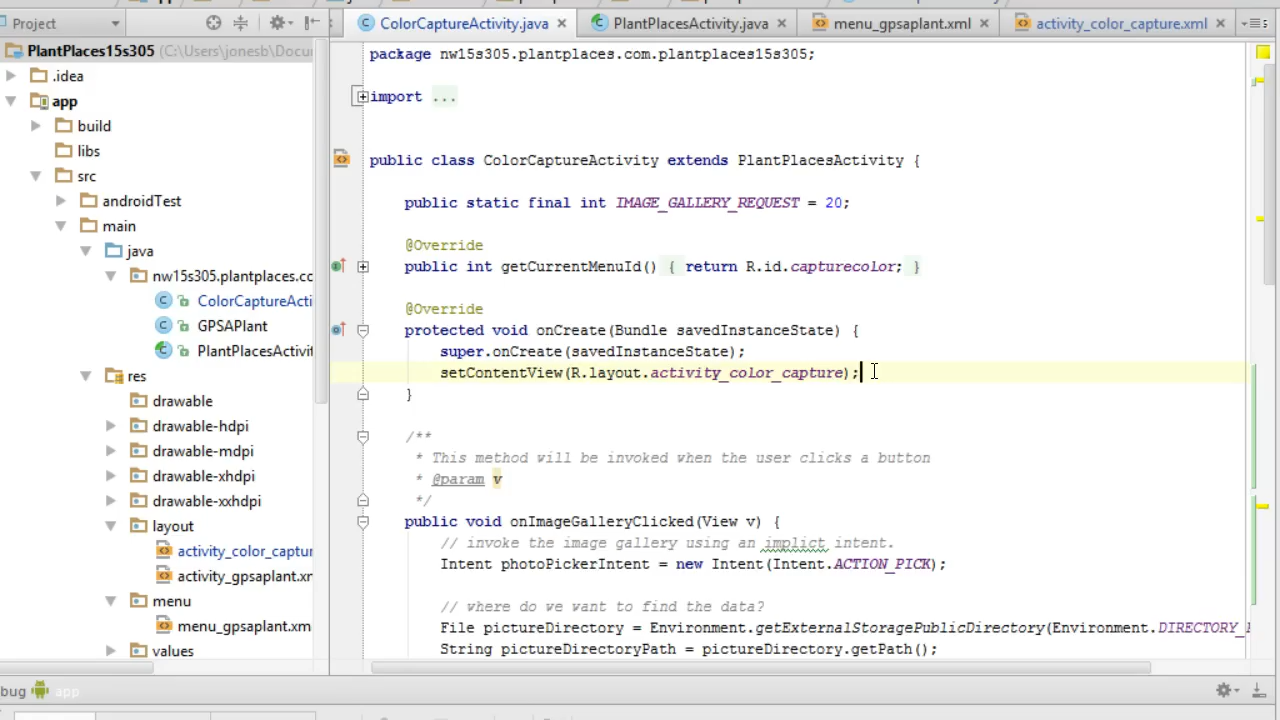 Project
ColorCaptureActivity.java
PlantPlacesActivity.java
menu_gpsaplant.xml
activity_color_capture.xml
PlantPlaces15s305 (C:\Users\jonesb\Docu
.idea
app
build
libs
src
androidTest
main
java
nw15s305.plantplaces.cc
ColorCaptureActi
GPSAPlant
PlantPlacesActivit
res
drawable
drawable-hdpi
drawable-mdpi
drawable-xhdpi
drawable-xxhdpi
layout
activity_color_captur
activity_gpsaplant.xn
menu
menu_gpsaplant.xm
values
package nw15s305.plantplaces.com.plantplaces15s305;
import ...
public class ColorCaptureActivity extends PlantPlacesActivity {
public static final int IMAGE_GALLERY_REQUEST = 20;
@Override
public int getCurrentMenuId() { return R.id.capturecolor; }
@Override
protected void onCreate(Bundle savedInstanceState) {
super.onCreate(savedInstanceState);
setContentView(R.layout.activity_color_capture);
}
/**
* This method will be invoked when the user clicks a button
* @param v
*/
public void onImageGalleryClicked(View v) {
// invoke the image gallery using an implict intent.
Intent photoPickerIntent = new Intent(Intent.ACTION_PICK);
// where do we want to find the data?
File pictureDirectory = Environment.getExternalStoragePublicDirectory(Environment.DIRECTORY_
String pictureDirectoryPath = pictureDirectory.getPath();
bug app